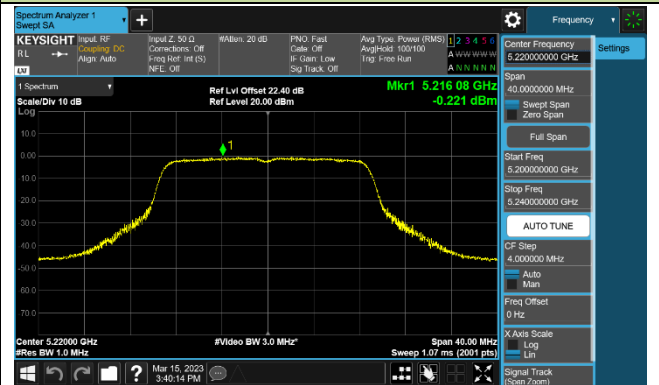 Spectrum Analyzer 1
Swept SA
Frequency
KEYSIGHT
RL
LXI
Input: RF
Coupling: DC
Align: Auto
Input Z: 50 Ω
Corrections: Off
Freq Ref: Int (S)
NFE: Off
#Atten: 20 dB
PNO: Fast
Gate: Off
IF Gain: Low
Sig Track: Off
Avg Type: Power (RMS)
Avg|Hold: 100/100
Trig: Free Run
1 2 3 4 5 6
A W W W W W
A N N N N N
1 Spectrum
Scale/Div 10 dB
Log
Ref Lvl Offset 22.40 dB
Ref Level 20.00 dBm
Mkr1 5.216 08 GHz
-0.221 dBm
1
10.0
0.00
-10.0
-20.0
-30.0
-40.0
-50.0
-60.0
-70.0
Center 5.22000 GHz
#Res BW 1.0 MHz
#Video BW 3.0 MHz*
Span 40.00 MHz
Sweep 1.07 ms (2001 pts)
Mar 15, 2023
3:40:14 PM
Settings
Center Frequency
5.220000000 GHz
Span
40.0000000 MHz
Swept Span
Zero Span
Full Span
Start Freq
5.200000000 GHz
Stop Freq
5.240000000 GHz
AUTO TUNE
CF Step
4.000000 MHz
Auto
Man
Freq Offset
0 Hz
X Axis Scale
Log
Lin
Signal Track
(Span Zoom)